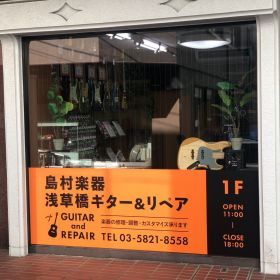 島村楽器
浅草橋ギター&リペア
GUITAR
and
REPAIR
楽器の修理・調整・カスタマイズ承ります
TEL 03-5821-8558
1F
OPEN
11:00
CLOSE
18:00